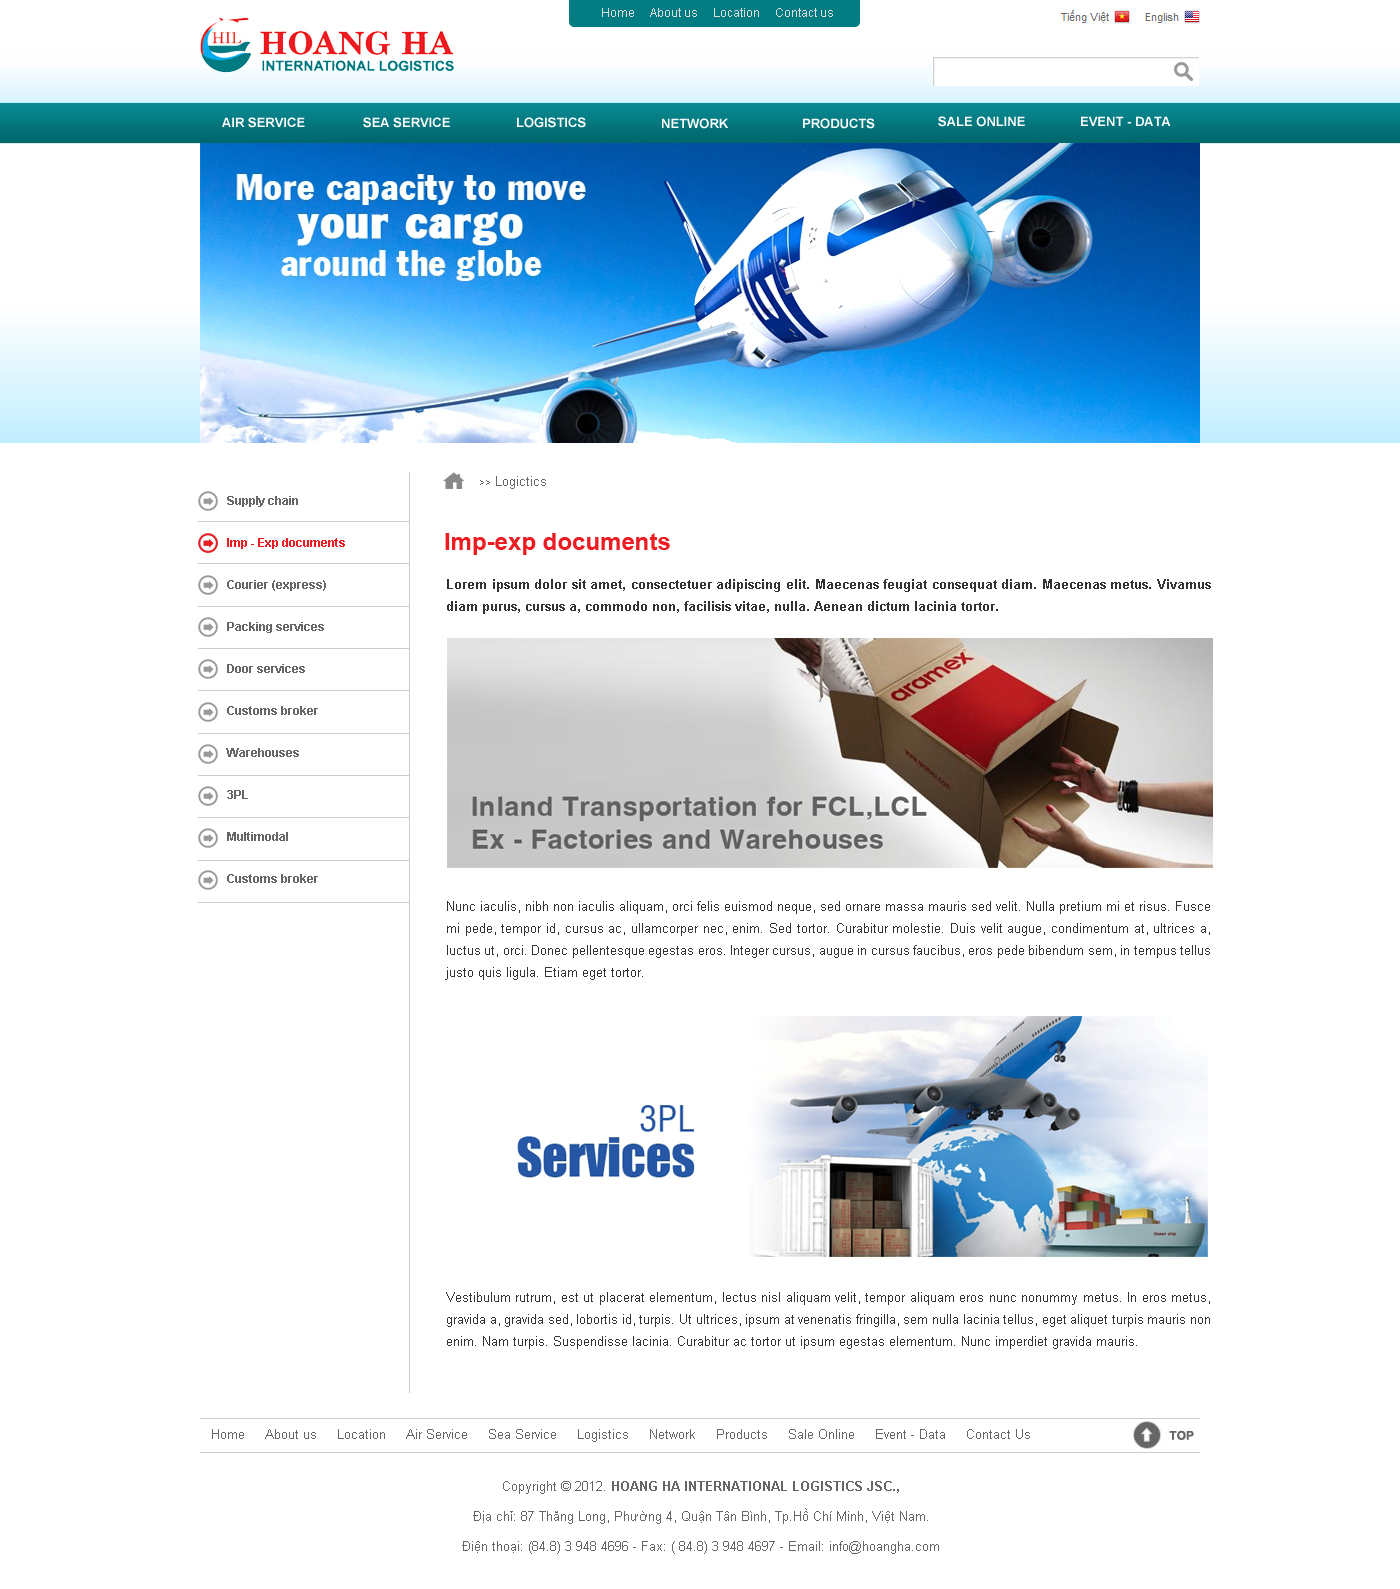 Home About us Location Contact us
Tiếng Việt English
HIL HOANG HA
INTERNATIONAL LOGISTICS
AIR SERVICE SEA SERVICE LOGISTICS NETWORK PRODUCTS SALE ONLINE EVENT - DATA
More capacity to move
your cargo
around the globe
Supply chain
Imp - Exp documents
Courier (express)
Packing services
Door services
Customs broker
Warehouses
3PL
Multimodal
Customs broker
>> Logictics
Imp-exp documents
Lorem ipsum dolor sit amet, consectetuer adipiscing elit. Maecenas feugiat consequat diam. Maecenas metus. Vivamus
diam purus, cursus a, commodo non, facilisis vitae, nulla. Aenean dictum lacinia tortor.
aramex
www.aramex.com
Inland Transportation for FCL,LCL
Ex - Factories and Warehouses
Nunc iaculis, nibh non iaculis aliquam, orci felis euismod neque, sed ornare massa mauris sed velit. Nulla pretium mi et risus. Fusce
mi pede, tempor id, cursus ac, ullamcorper nec, enim. Sed tortor. Curabitur molestie. Duis velit augue, condimentum at, ultrices a,
luctus ut, orci. Donec pellentesque egestas eros. Integer cursus, augue in cursus faucibus, eros pede bibendum sem, in tempus tellus
justo quis ligula. Etiam eget tortor.
3PL
Services
Ocean ship
Vestibulum rutrum, est ut placerat elementum, lectus nisl aliquam velit, tempor aliquam eros nunc nonummy metus. In eros metus,
gravida a, gravida sed, lobortis id, turpis. Ut ultrices, ipsum at venenatis fringilla, sem nulla lacinia tellus, eget aliquet turpis mauris non
enim. Nam turpis. Suspendisse lacinia. Curabitur ac tortor ut ipsum egestas elementum. Nunc imperdiet gravida mauris.
Home About us Location Air Service Sea Service Logistics Network Products Sale Online Event - Data Contact Us TOP
Copyright © 2012. HOANG HA INTERNATIONAL LOGISTICS JSC.,
Địa chỉ: 87 Thăng Long, Phường 4, Quận Tân Bình, Tp.Hồ Chí Minh, Việt Nam.
Điện thoại: (84.8) 3 948 4696 - Fax: ( 84.8) 3 948 4697 - Email: info@hoangha.com